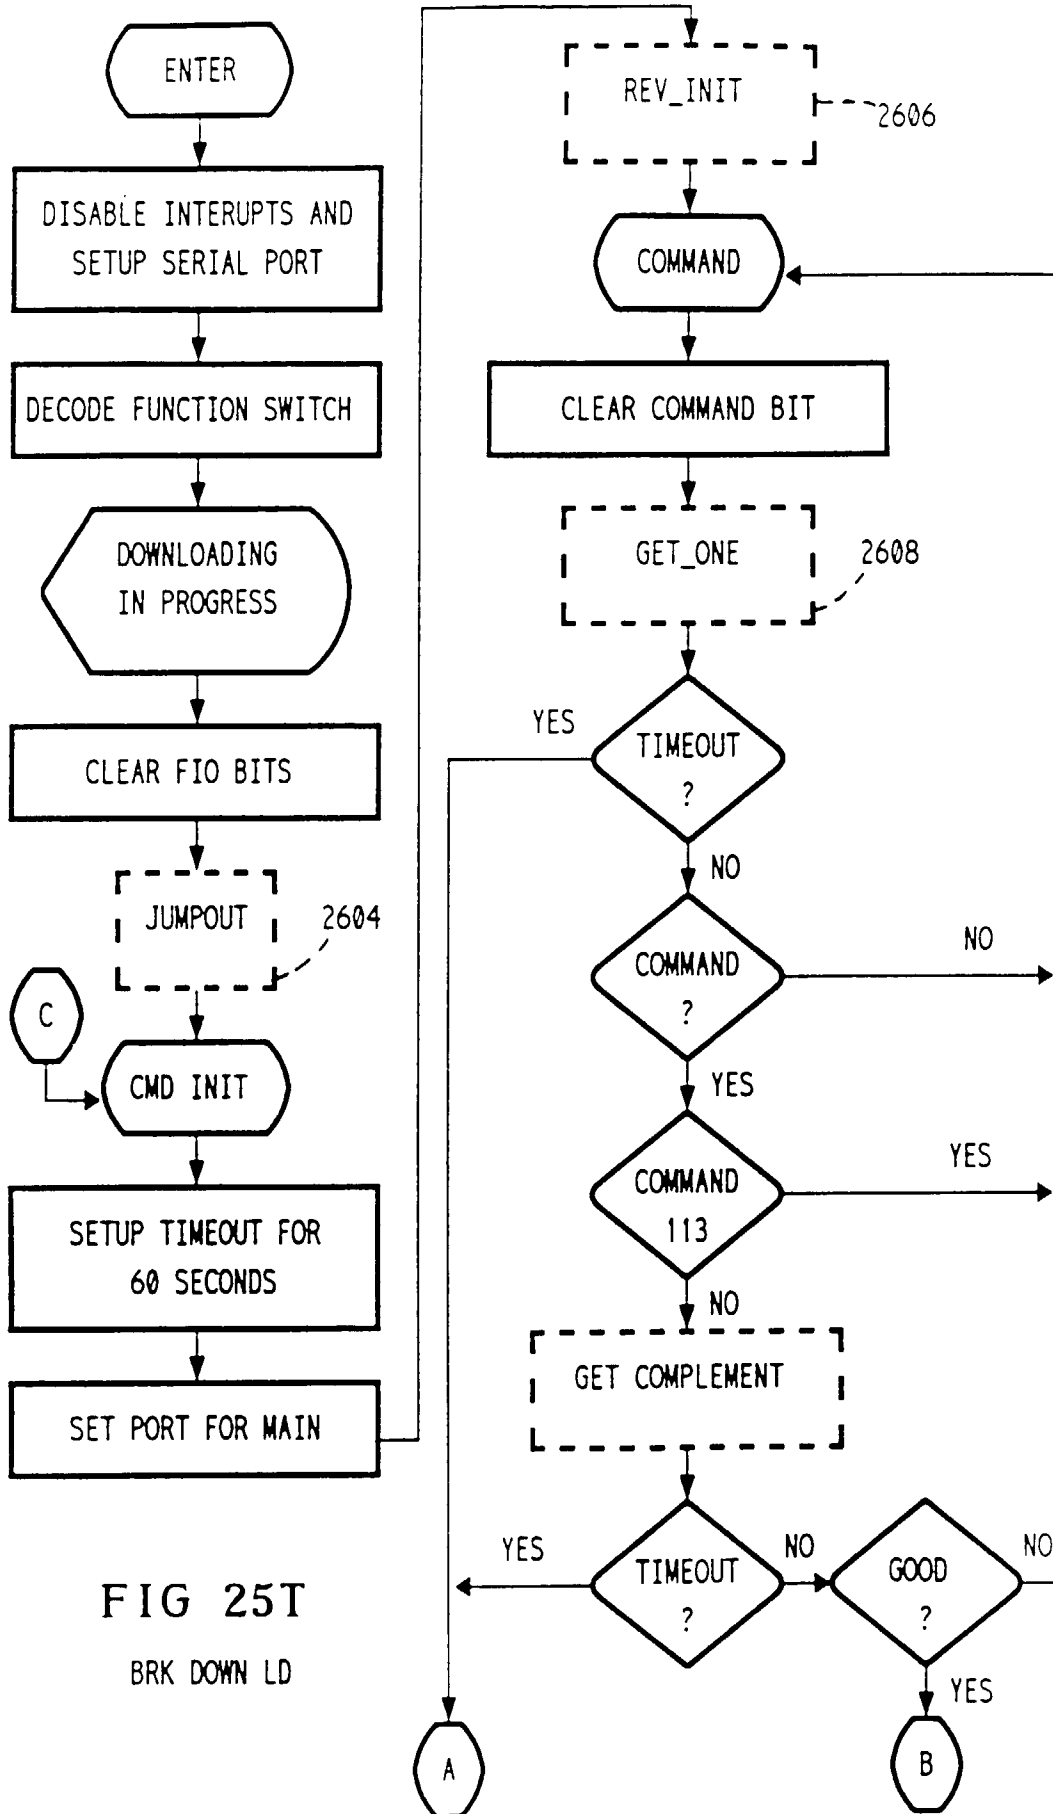 ENTER
DISABLE INTERUPTS AND
SETUP SERIAL PORT
DECODE FUNCTION SWITCH
DOWNLOADING
IN PROGRESS
CLEAR FIO BITS
JUMPOUT
2604
C
CMD INIT
SETUP TIMEOUT FOR
60 SECONDS
SET PORT FOR MAIN
FIG 25T
BRK DOWN LD
REV_INIT
2606
COMMAND
CLEAR COMMAND BIT
GET_ONE
2608
YES
TIMEOUT
?
NO
COMMAND
?
NO
YES
COMMAND
113
YES
NO
GET COMPLEMENT
YES
TIMEOUT
?
NO
GOOD
?
NO
YES
A
B